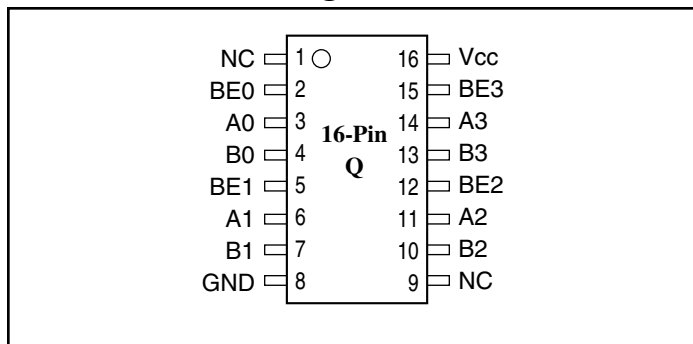 NC 1 16 Vcc
BE0 2 15 BE3
A0 3 14 A3
16-Pin
B0 4 13 B3
Q
BE1 5 12 BE2
A1 6 11 A2
B1 7 10 B2
GND 8 9 NC